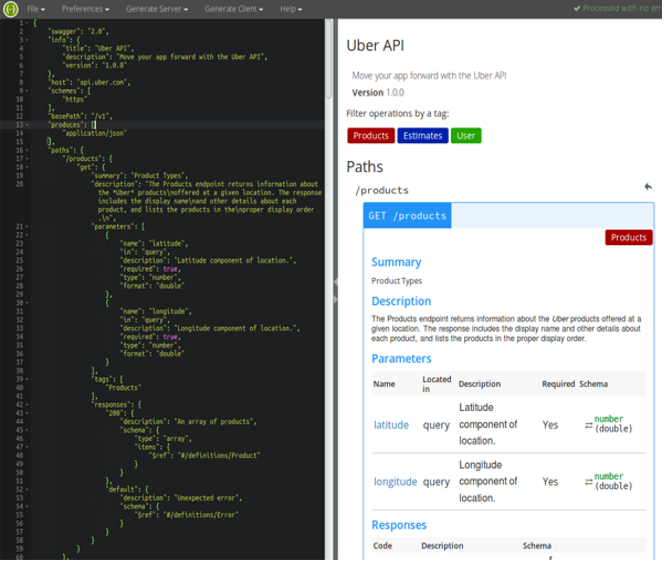 File Preferences Generate Server Generate Client Help Processed with no err
1 {
2 "swagger": "2.0",
3 "info": {
4 "title": "Uber API",
5 "description": "Move your app forward with the Uber API",
6 "version": "1.0.0"
7 },
8 "host": "api.uber.com",
9 "schemes": [
10 "https"
11 ],
12 "basePath": "/v1",
13 "produces": [
14 "application/json"
15 ],
16 "paths": {
17 "/products": {
18 "get": {
19 "summary": "Product Types",
20 "description": "The Products endpoint returns information about
the *Uber* products\noffered at a given location. The response
includes the display name\nand other details about each
product, and lists the products in the\nproper display order
.\n",
21 "parameters": [
22 {
23 "name": "latitude",
24 "in": "query",
25 "description": "Latitude component of location.",
26 "required": true,
27 "type": "number",
28 "format": "double"
29 },
30 {
31 "name": "longitude",
32 "in": "query",
33 "description": "Longitude component of location.",
34 "required": true,
35 "type": "number",
36 "format": "double"
37 }
38 ],
39 "tags": [
40 "Products"
41 ],
42 "responses": {
43 "200": {
44 "description": "An array of products",
45 "schema": {
46 "type": "array",
47 "items": {
48 "$ref": "#/definitions/Product"
49 }
50 }
51 },
52 "default": {
53 "description": "Unexpected error",
54 "schema": {
55 "$ref": "#/definitions/Error"
56 }
57 }
58 }
59 }
60 },
Uber API
Move your app forward with the Uber API
Version 1.0.0
Filter operations by a tag:
Products Estimates User
Paths
/products
GET /products
Products
Summary
Product Types
Description
The Products endpoint returns information about the Uber products offered at a
given location. The response includes the display name and other details about
each product, and lists the products in the proper display order.
Parameters
Name Located in Description Required Schema
latitude query Latitude component of location. Yes number (double)
longitude query Longitude component of location. Yes number (double)
Responses
Code Description Schema